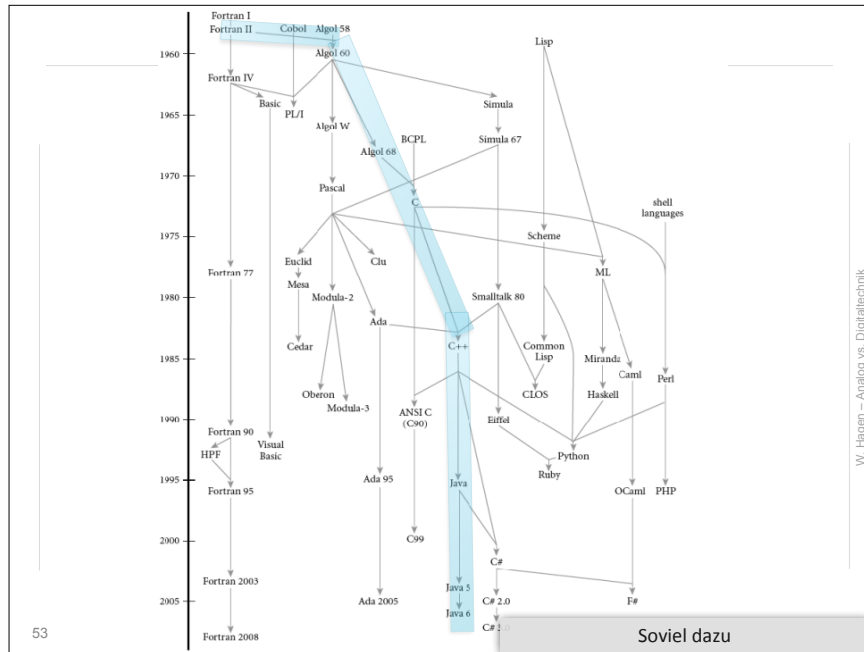 Fortran I
Fortran II
Cobol
Algol 58
Lisp
1960
Algol 60
Fortran IV
Basic
PL/I
Simula
1965
Algol W
BCPL
Simula 67
Algol 68
1970
Pascal
C
shell
languages
Scheme
1975
Euclid
Clu
ML
Fortran 77
Mesa
Modula-2
Smalltalk 80
1980
Ada
Cedar
C++
Common
Lisp
1985
Miranda
Caml
Perl
Oberon
Modula-3
CLOS
Haskell
ANSI C
(C90)
Eiffel
1990
Fortran 90
Visual
Basic
HPF
Python
Ruby
1995
Fortran 95
Ada 95
Java
OCaml
PHP
2000
C99
C#
Fortran 2003
Java 5
2005
Ada 2005
Java 6
C# 2.0
F#
Fortran 2008
C#
53
Soviel dazu
W. Hagen – Analog vs. Digitaltechnik